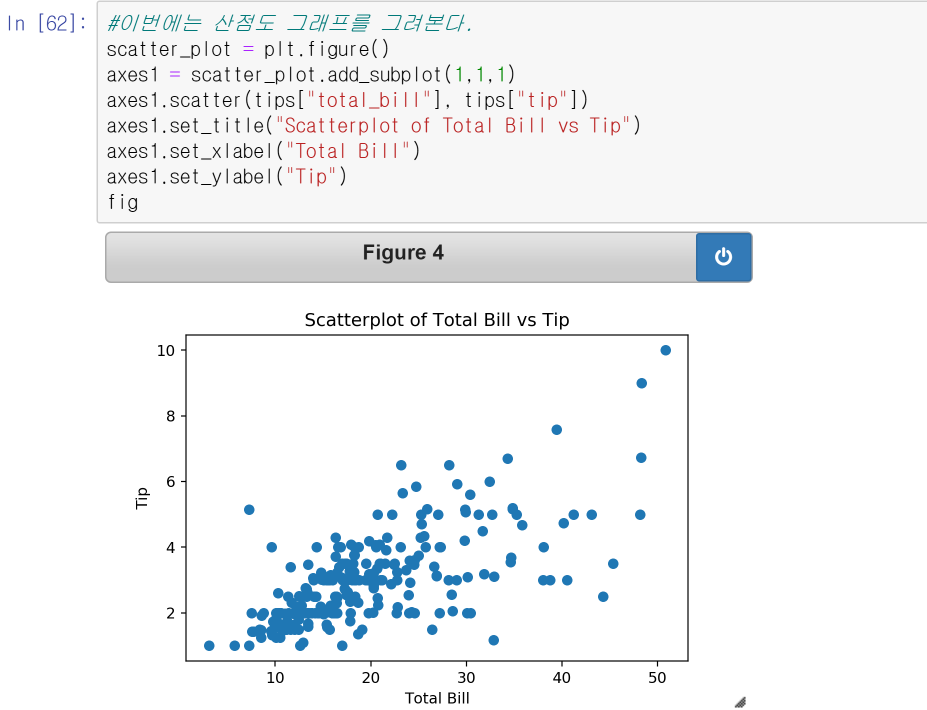 In [62]:
#이번에는 산점도 그래프를 그려본다.
scatter_plot = plt.figure()
axes1 = scatter_plot.add_subplot(1,1,1)
axes1.scatter(tips["total_bill"], tips["tip"])
axes1.set_title("Scatterplot of Total Bill vs Tip")
axes1.set_xlabel("Total Bill")
axes1.set_ylabel("Tip")
fig
Figure 4
Scatterplot of Total Bill vs Tip
10
8
6
4
2
Tip
10 20 30 40 50
Total Bill